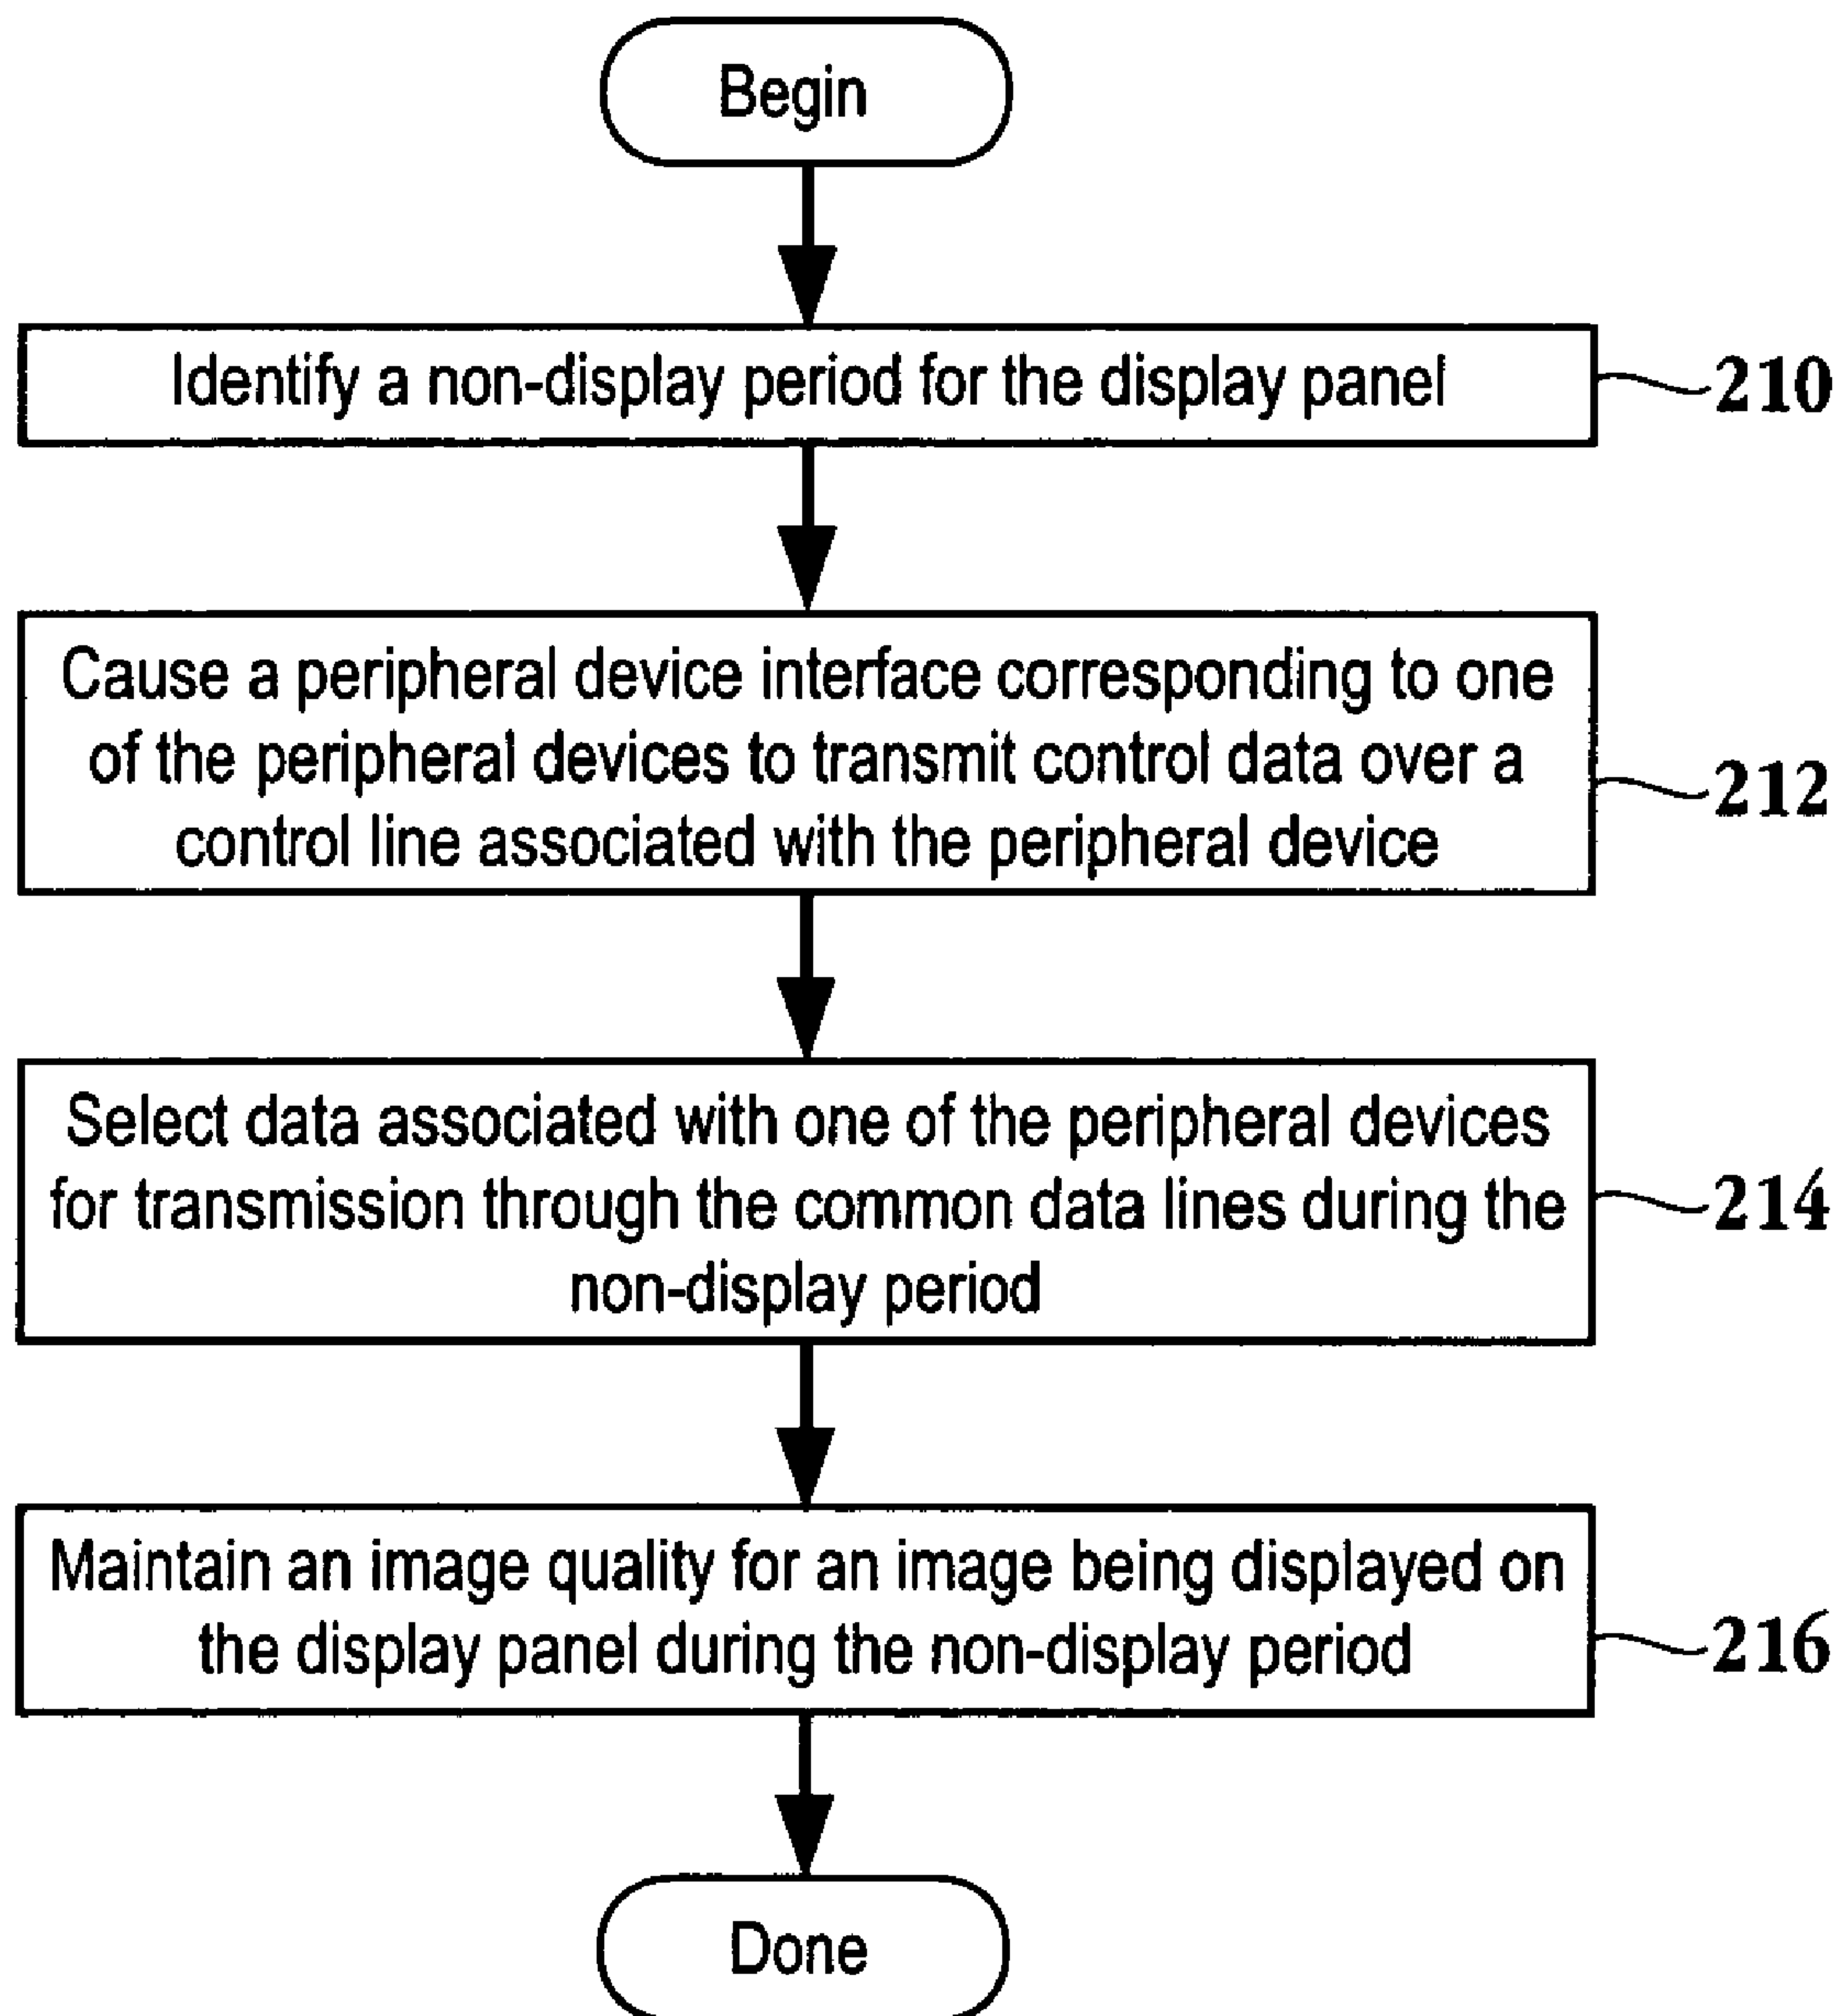 Begin
Identify a non-display period for the display panel
210
Cause a peripheral device interface corresponding to one
of the peripheral devices to transmit control data over a
control line associated with the peripheral device
212
Select data associated with one of the peripheral devices
for transmission through the common data lines during the
non-display period
214
Maintain an image quality for an image being displayed on
the display panel during the non-display period
216
Done